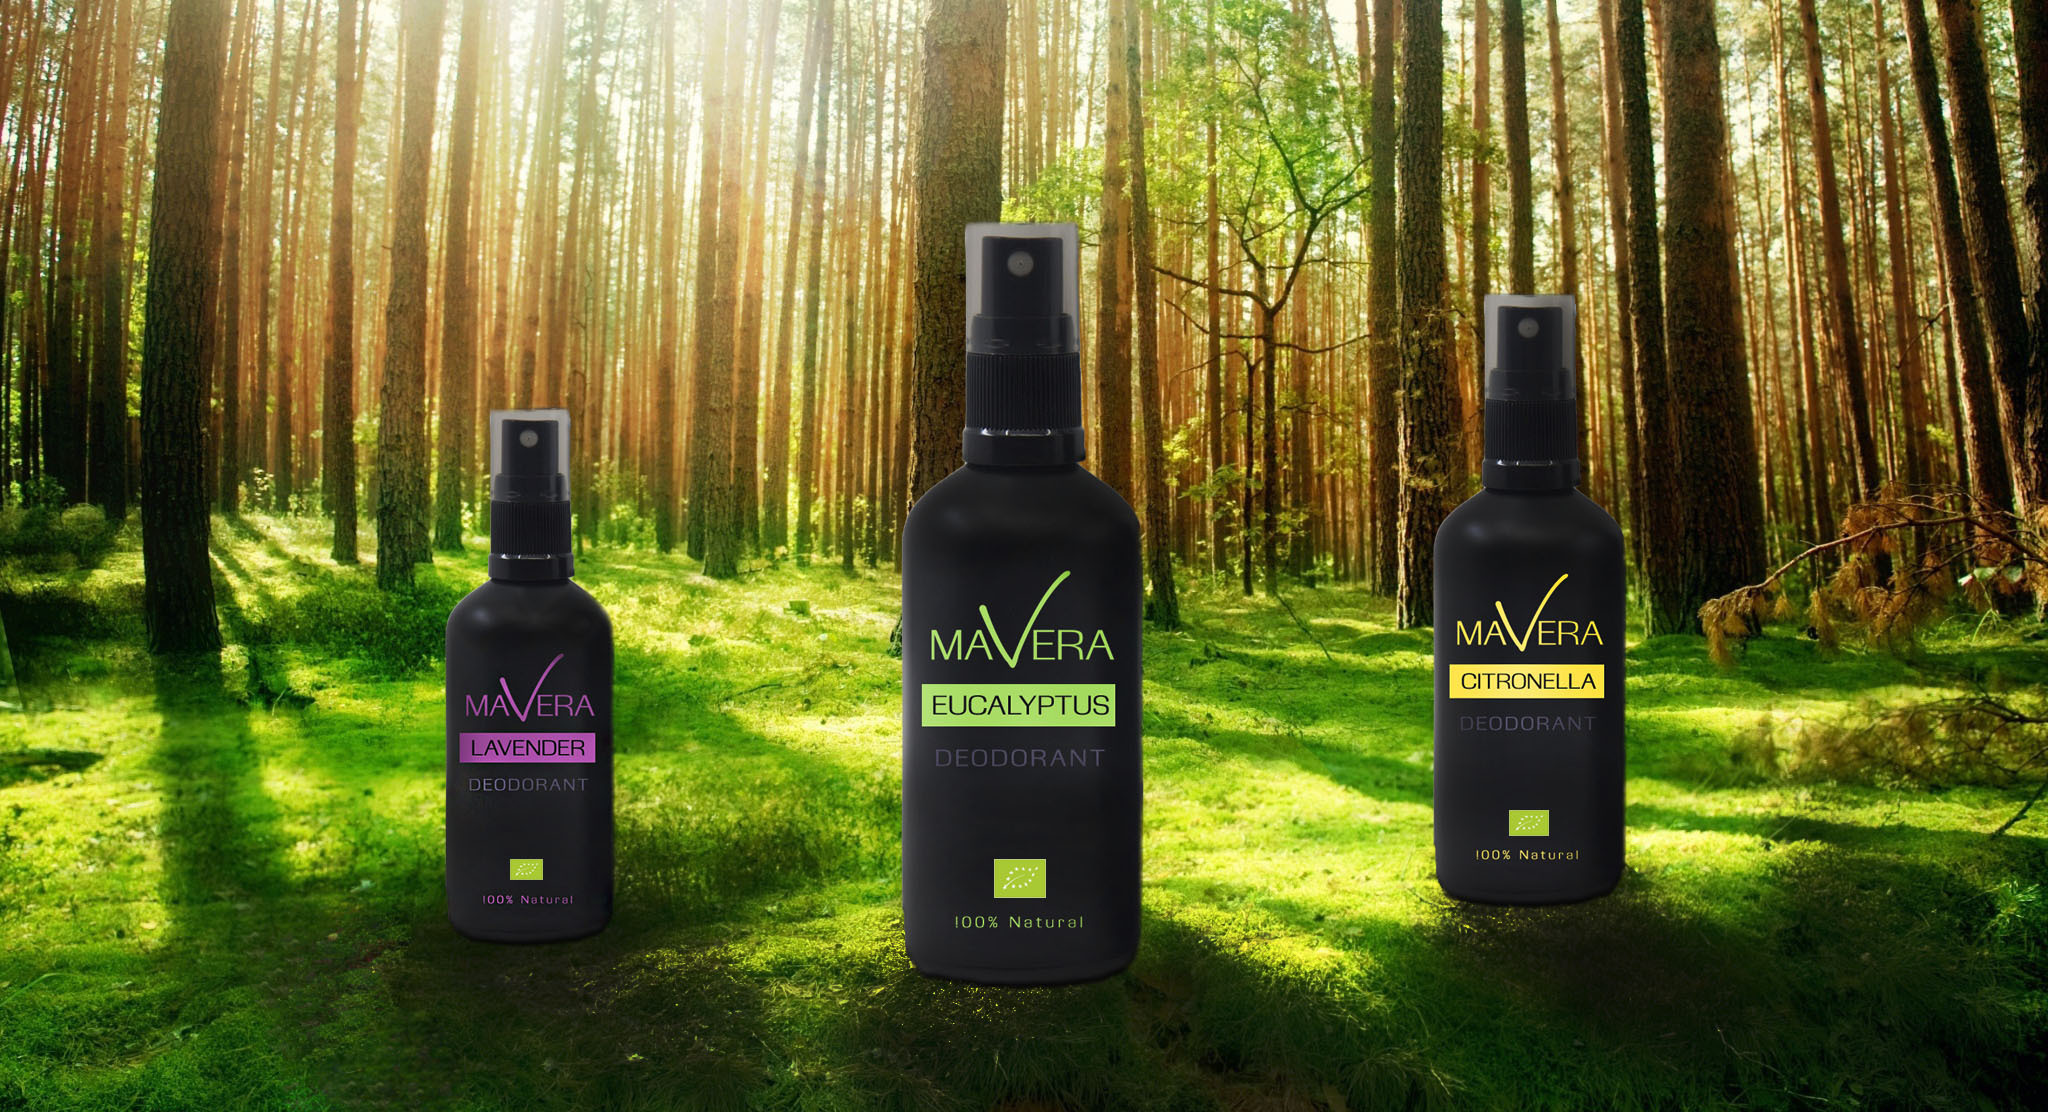 MAVERA
LAVENDER
DEODORANT
100% Natural
MAVERA
EUCALYPTUS
DEODORANT
100% Natural
MAVERA
CITRONELLA
DEODORANT
100% Natural